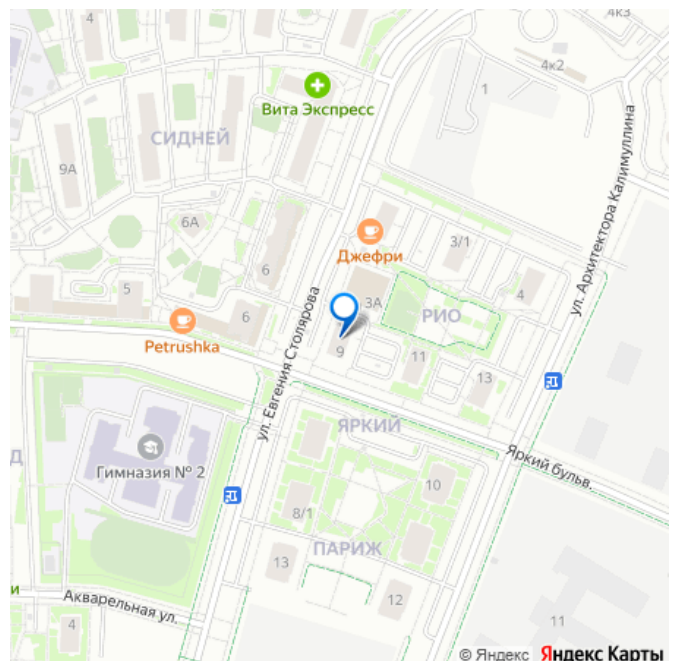 4
4к3
4к2
1
Вита Экспресс
СИДНЕЙ
9А
ул. Архитектора Калимуллина
6А
Джефри
3/1
6
4
5
3А
РИО
6
ул. Евгения Столярова
Petrushka
9
11
13
ЯРКИЙ
Яркий бульв.
Гимназия № 2
Д
10
8/1
ПАРИЖ
13
12
и
Акварельная ул.
4
11
© Яндекс Яндекс Карты